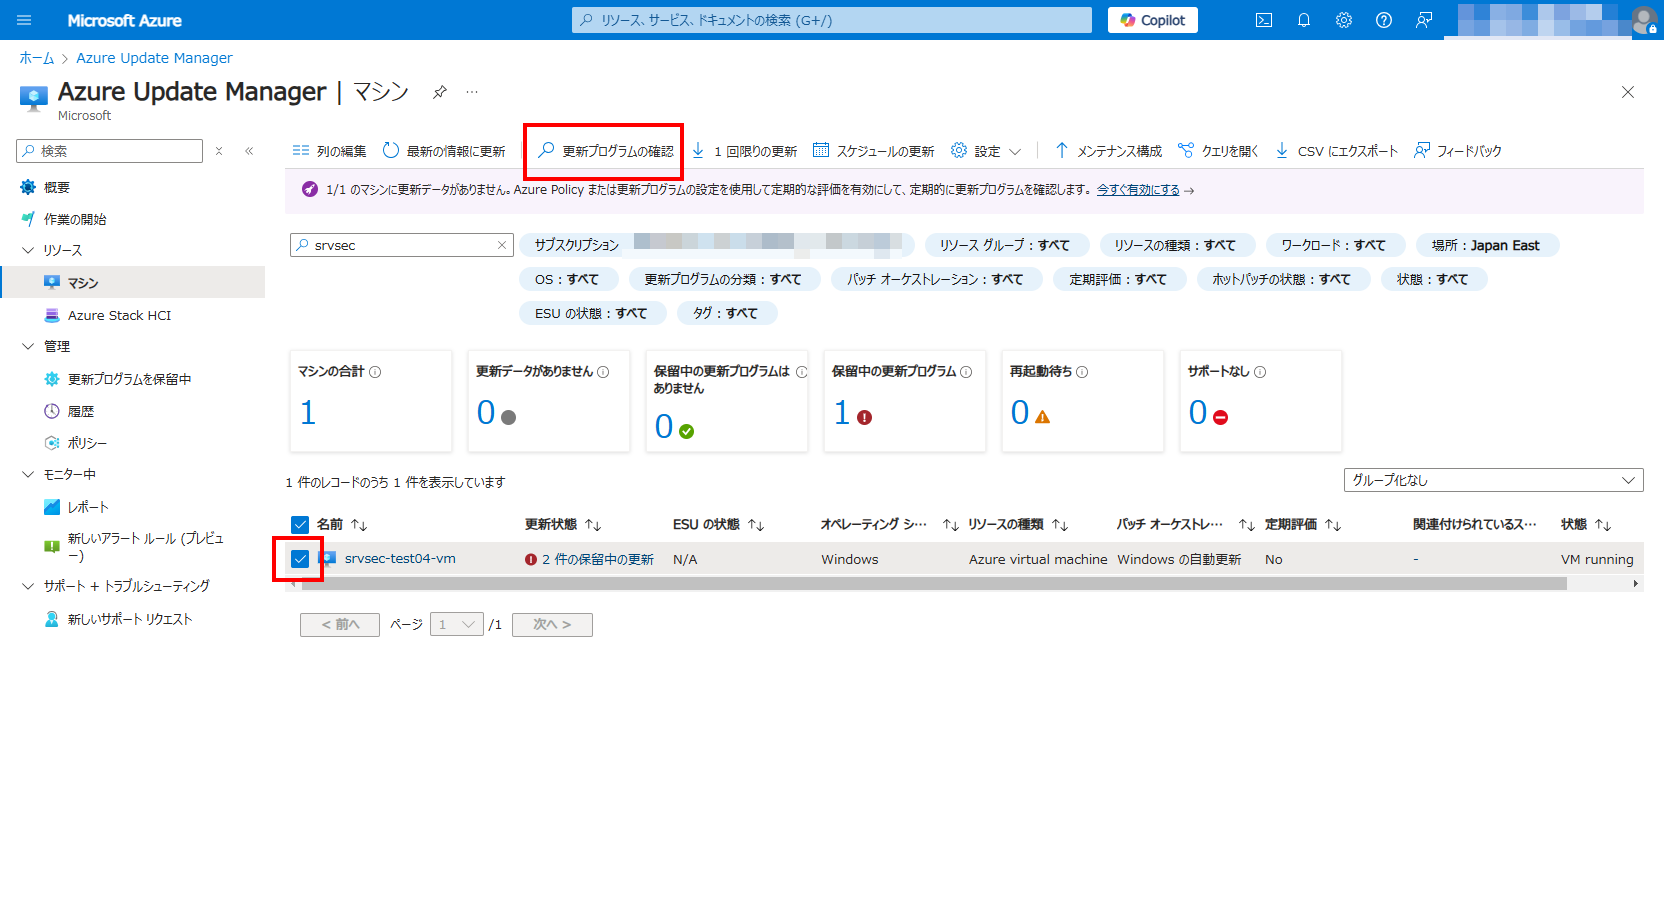 Microsoft Azure
リソース、サービス、ドキュメントの検索 (G+/)
Copilot
ホーム > Azure Update Manager
Azure Update Manager | マシン
Microsoft
検索
概要
作業の開始
リソース
マシン
Azure Stack HCI
管理
更新プログラムを保留中
履歴
ポリシー
モニター中
レポート
新しいアラート ルール (プレビュ
ー)
サポート + トラブルシューティング
新しいサポート リクエスト
列の編集 最新の情報に更新 更新プログラムの確認 1 回限りの更新 スケジュールの更新 設定 メンテナンス構成 クエリを開く CSV にエクスポート フィードバック
1/1 のマシンに更新データがありません。Azure Policy または更新プログラムの設定を使用して定期的な評価を有効にして、定期的に更新プログラムを確認します。 今すぐ有効にする →
srvsec サブスクリプション リソース グループ : すべて リソースの種類 : すべて ワークロード : すべて 場所 : Japan East
OS : すべて 更新プログラムの分類 : すべて パッチ オーケストレーション : すべて 定期評価 : すべて ホットパッチの状態 : すべて 状態 : すべて
ESU の状態 : すべて タグ : すべて
マシンの合計
1
更新データがありません
0
保留中の更新プログラムは
ありません
0
保留中の更新プログラム
1
再起動待ち
0
サポートなし
0
1 件のレコードのうち 1 件を表示しています
グループ化なし
名前 ↑↓ 更新状態 ↑↓ ESU の状態 ↑↓ オペレーティング シ… ↑↓ リソースの種類 ↑↓ パッチ オーケストレ… ↑↓ 定期評価 ↑↓ 関連付けられているス… 状態 ↑↓
srvsec-test04-vm 2 件の保留中の更新 N/A Windows Azure virtual machine Windows の自動更新 No - VM running
< 前へ ページ 1 /1 次へ >